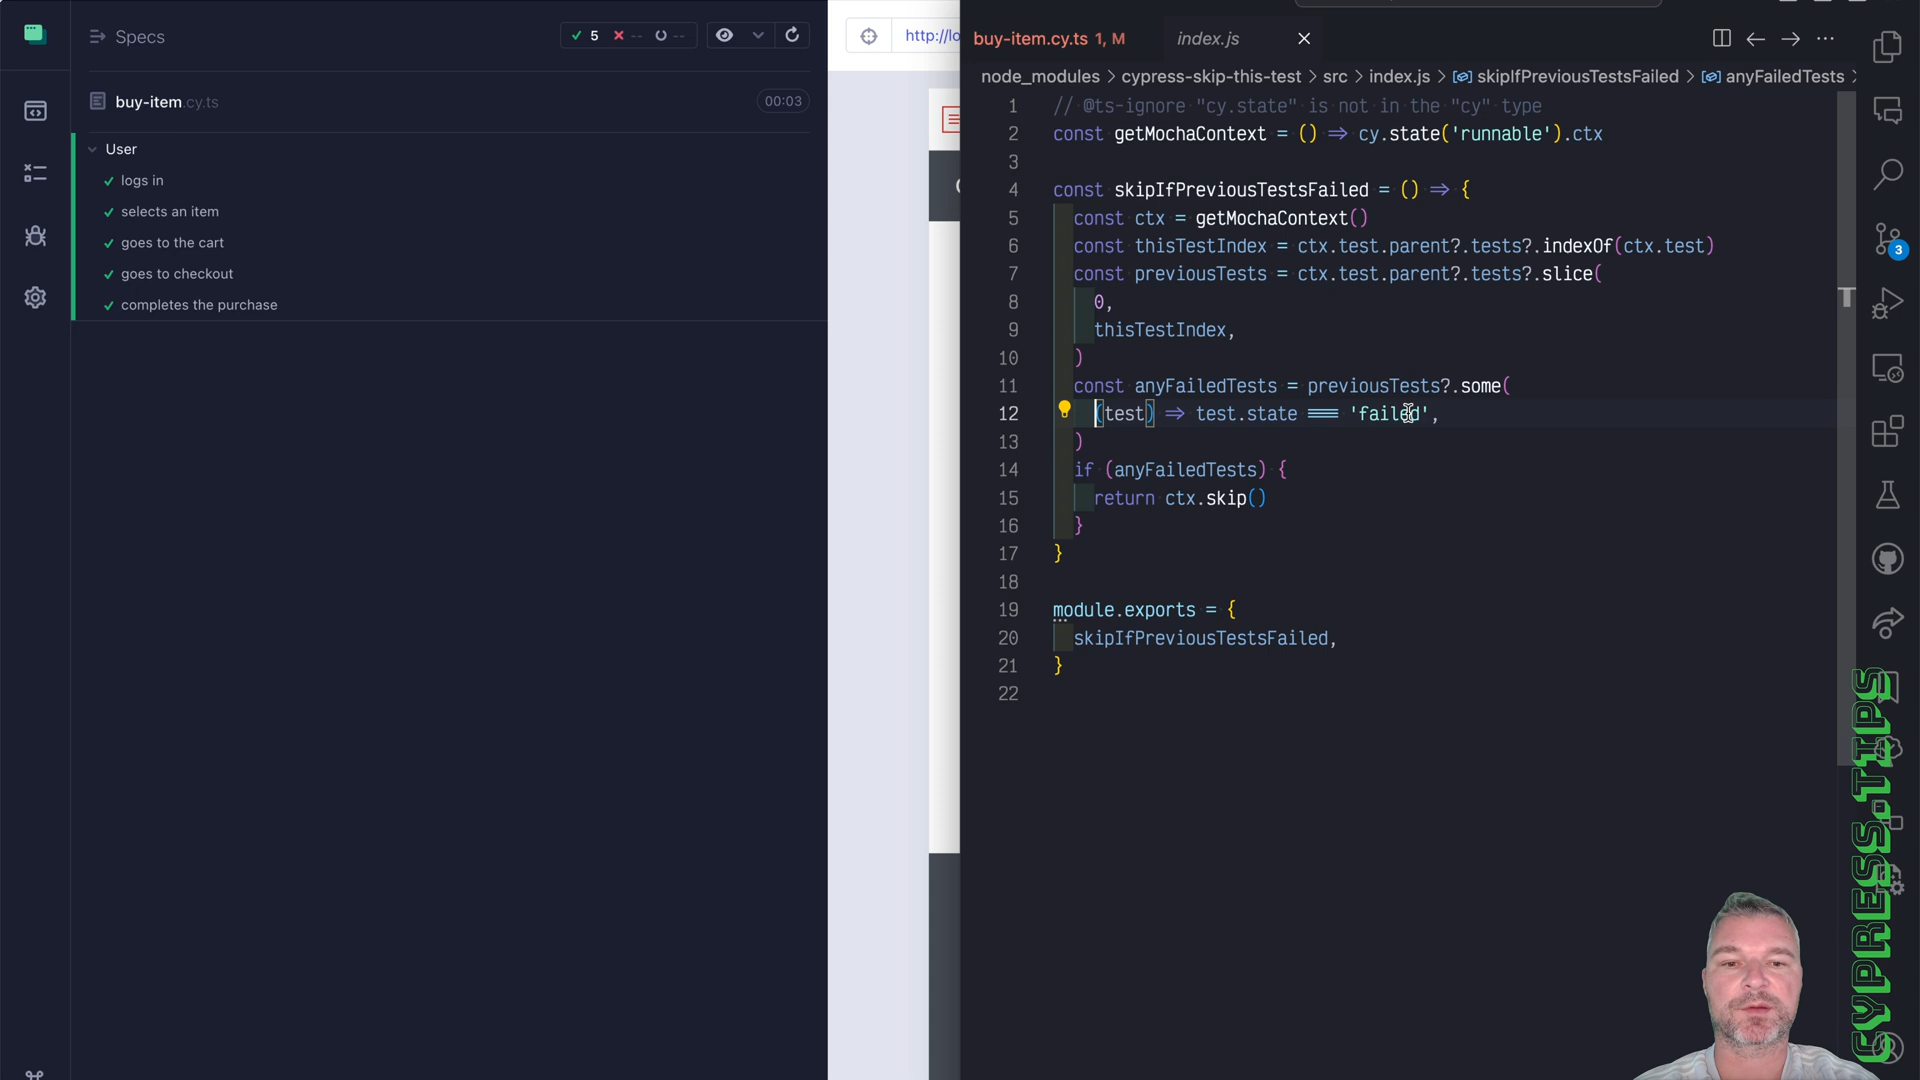 Specs
5
--
--
buy-item.cy.ts
00:03
User
logs in
selects an item
goes to the cart
goes to checkout
completes the purchase
http://lo
buy-item.cy.ts 1, M
index.js
node_modules > cypress-skip-this-test > src > index.js > skipIfPreviousTestsFailed > anyFailedTests >
1 // @ts-ignore "cy.state" is not in the "cy" type
2 const getMochaContext = () => cy.state('runnable').ctx
3
4 const skipIfPreviousTestsFailed = () => {
5 const ctx = getMochaContext()
6 const thisTestIndex = ctx.test.parent?.tests?.indexOf(ctx.test)
7 const previousTests = ctx.test.parent?.tests?.slice(
8 0,
9 thisTestIndex,
10 )
11 const anyFailedTests = previousTests?.some(
12 (test) => test.state === 'failed',
13 )
14 if (anyFailedTests) {
15 return ctx.skip()
16 }
17 }
18
19 module.exports = {
20 skipIfPreviousTestsFailed,
21 }
22
3
CYPRESS.TIPS